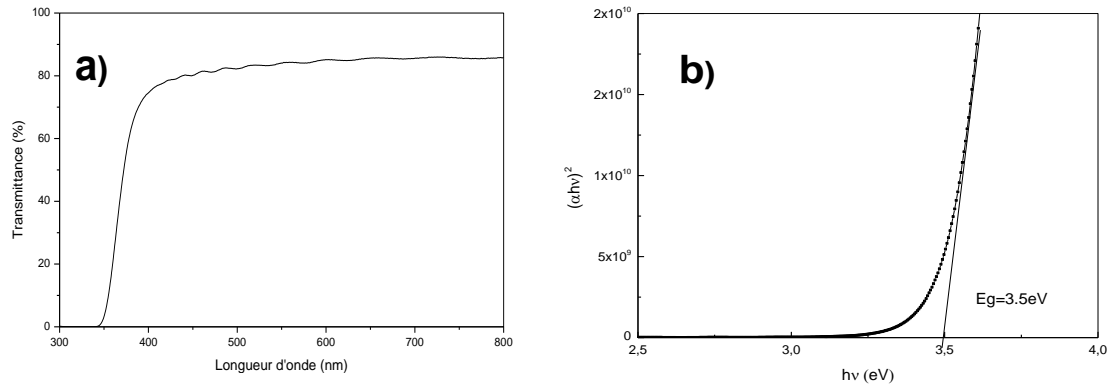 a)
100
80
60
40
20
0
Transmittance (%)
300 400 500 600 700 800
Longueur d'onde (nm)
b)
2x10¹⁰
2x10¹⁰
1x10¹⁰
5x10⁹
0
(αhν)²
Eg=3.5eV
2,5 3,0 3,5 4,0
hν (eV)